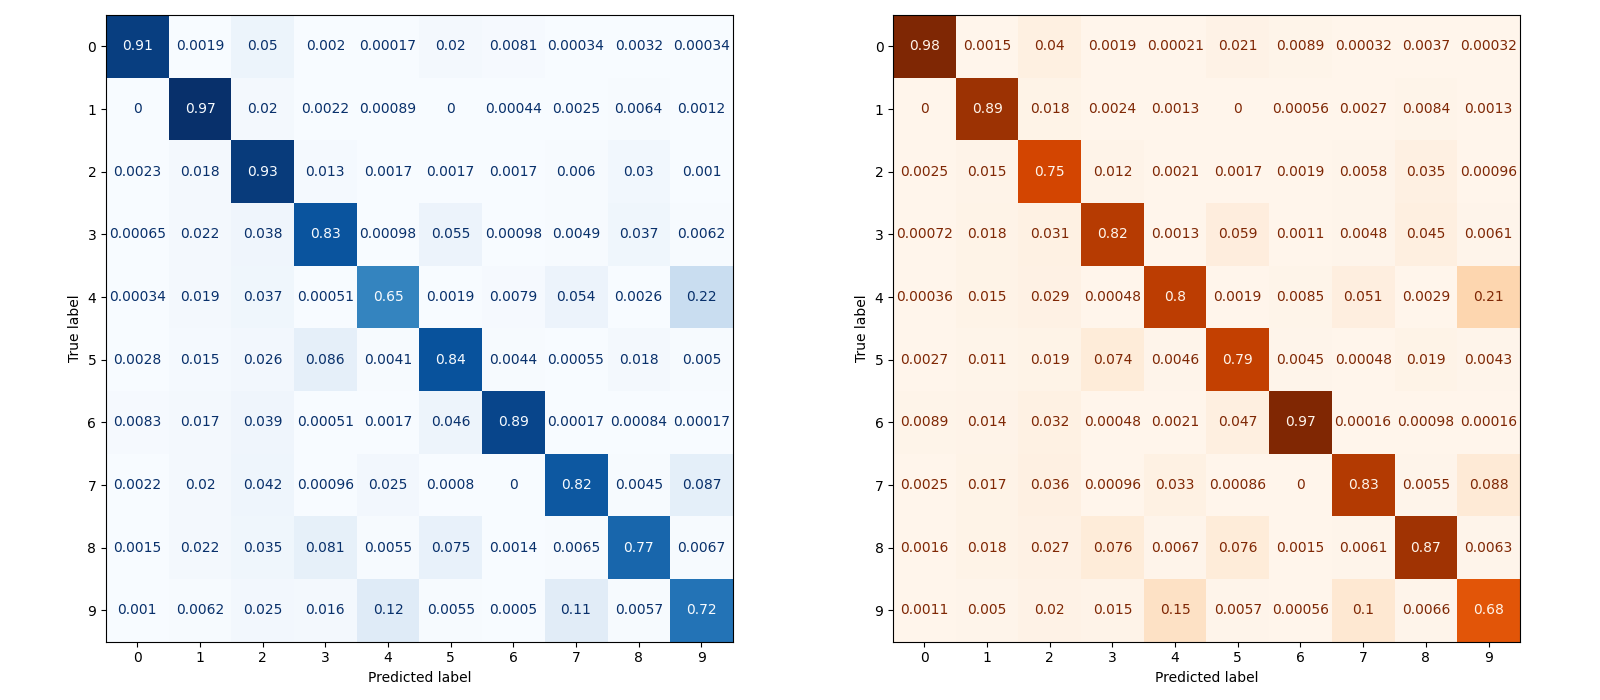 0 0.91 0.0019 0.05 0.002 0.00017 0.02 0.0081 0.00034 0.0032 0.00034
1 0 0.97 0.02 0.0022 0.00089 0 0.00044 0.0025 0.0064 0.0012
2 0.0023 0.018 0.93 0.013 0.0017 0.0017 0.0017 0.006 0.03 0.001
3 0.00065 0.022 0.038 0.83 0.00098 0.055 0.00098 0.0049 0.037 0.0062
4 0.00034 0.019 0.037 0.00051 0.65 0.0019 0.0079 0.054 0.0026 0.22
True label
5 0.0028 0.015 0.026 0.086 0.0041 0.84 0.0044 0.00055 0.018 0.005
6 0.0083 0.017 0.039 0.00051 0.0017 0.046 0.89 0.00017 0.00084 0.00017
7 0.0022 0.02 0.042 0.00096 0.025 0.0008 0 0.82 0.0045 0.087
8 0.0015 0.022 0.035 0.081 0.0055 0.075 0.0014 0.0065 0.77 0.0067
9 0.001 0.0062 0.025 0.016 0.12 0.0055 0.0005 0.11 0.0057 0.72
0 1 2 3 4 5 6 7 8 9
Predicted label
0 0.98 0.0015 0.04 0.0019 0.00021 0.021 0.0089 0.00032 0.0037 0.00032
1 0 0.89 0.018 0.0024 0.0013 0 0.00056 0.0027 0.0084 0.0013
2 0.0025 0.015 0.75 0.012 0.0021 0.0017 0.0019 0.0058 0.035 0.00096
3 0.00072 0.018 0.031 0.82 0.0013 0.059 0.0011 0.0048 0.045 0.0061
4 0.00036 0.015 0.029 0.00048 0.8 0.0019 0.0085 0.051 0.0029 0.21
True label
5 0.0027 0.011 0.019 0.074 0.0046 0.79 0.0045 0.00048 0.019 0.0043
6 0.0089 0.014 0.032 0.00048 0.0021 0.047 0.97 0.00016 0.00098 0.00016
7 0.0025 0.017 0.036 0.00096 0.033 0.00086 0 0.83 0.0055 0.088
8 0.0016 0.018 0.027 0.076 0.0067 0.076 0.0015 0.0061 0.87 0.0063
9 0.0011 0.005 0.02 0.015 0.15 0.0057 0.00056 0.1 0.0066 0.68
0 1 2 3 4 5 6 7 8 9
Predicted label